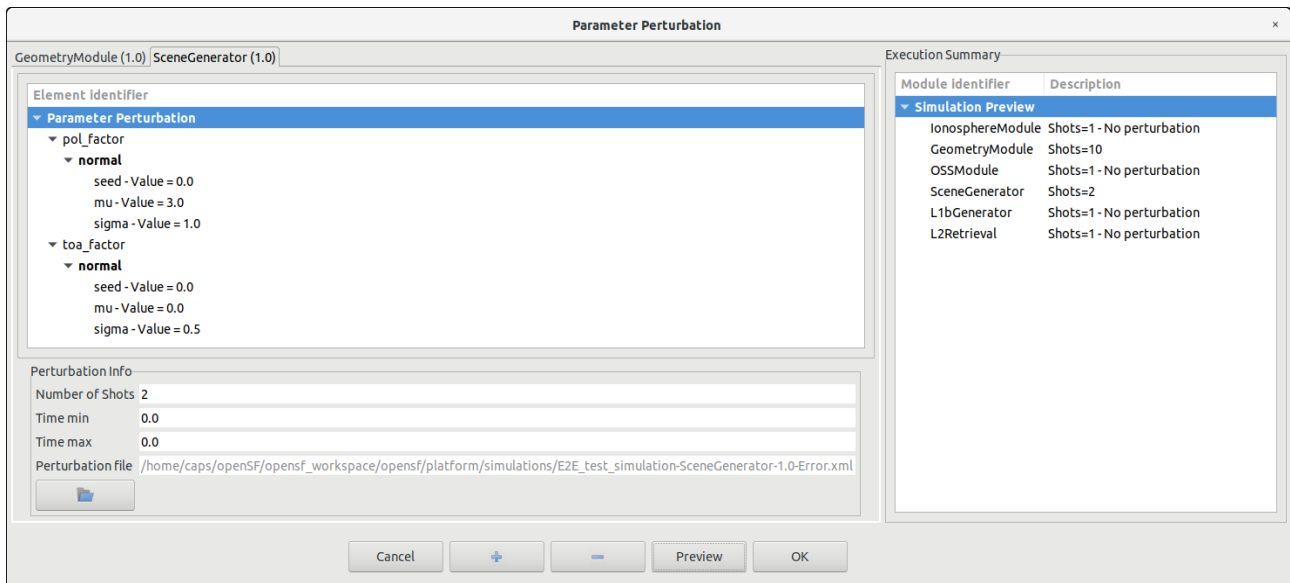 Parameter Perturbation
×
GeometryModule (1.0) SceneGenerator (1.0)
Element identifier
Parameter Perturbation
pol_factor
normal
seed - Value = 0.0
mu - Value = 3.0
sigma - Value = 1.0
toa_factor
normal
seed - Value = 0.0
mu - Value = 0.0
sigma - Value = 0.5
Perturbation Info
Number of Shots 2
Time min 0.0
Time max 0.0
Perturbation file /home/caps/openSF/opensf_workspace/opensf/platform/simulations/E2E_test_simulation-SceneGenerator-1.0-Error.xml
Execution Summary
Module identifier Description
Simulation Preview
IonosphereModule Shots=1 - No perturbation
GeometryModule Shots=10
OSSModule Shots=1 - No perturbation
SceneGenerator Shots=2
L1bGenerator Shots=1 - No perturbation
L2Retrieval Shots=1 - No perturbation
Cancel Preview OK